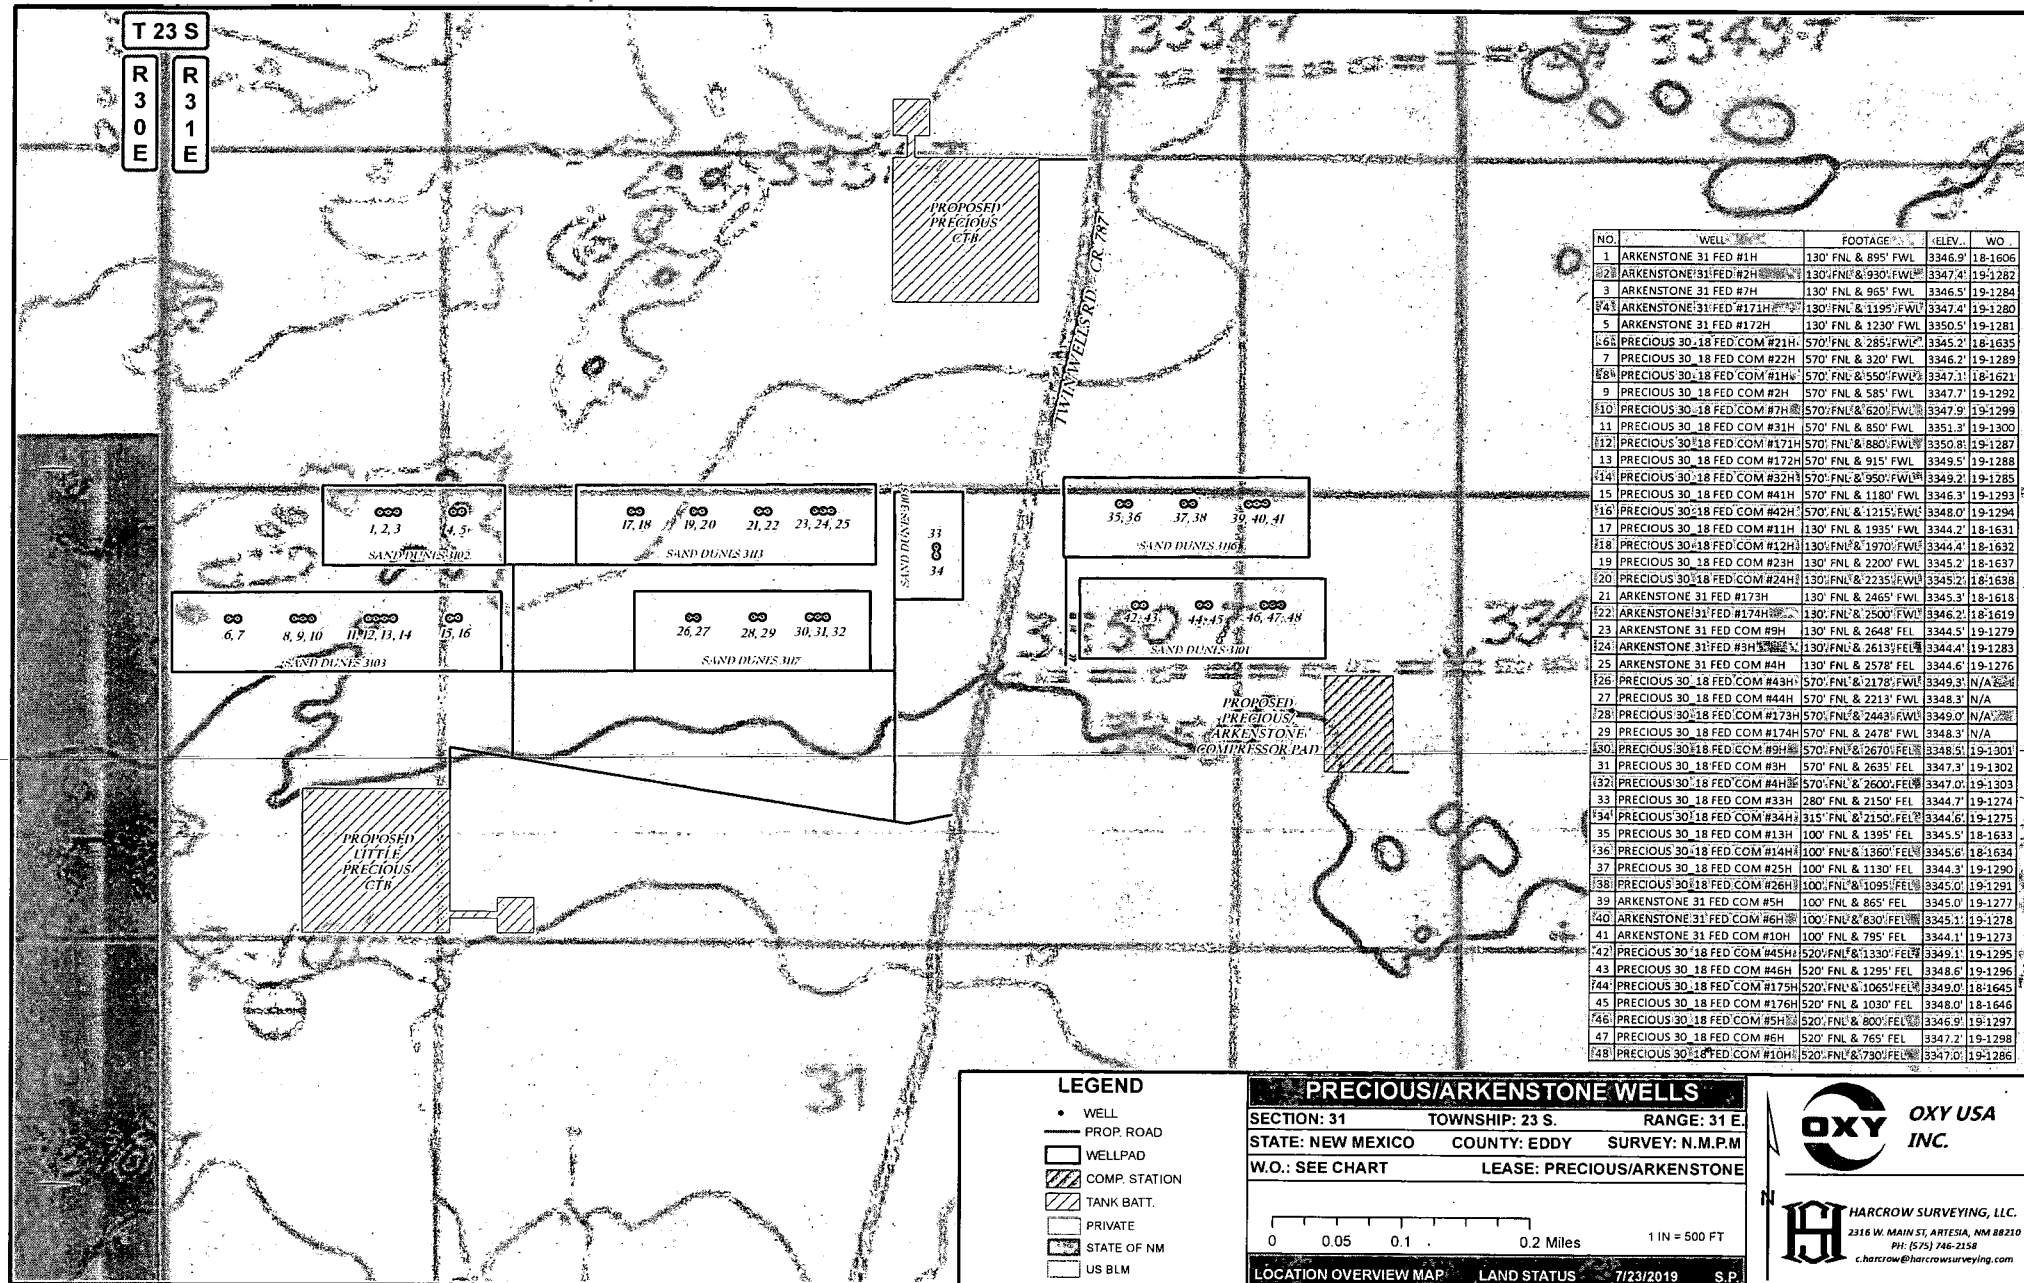 T 23 S
R30E
R31E
PROPOSED
PRECIOUS
CTB
TWIN WELLS RD. CR. 787
1, 2, 3
4, 5
SAND DUNES 3102
17, 18
19, 20
21, 22
23, 24, 25
SAND DUNES 3113
33
34
35, 36
37, 38
39, 40, 41
SAND DUNES 3116
6, 7
8, 9, 10
11, 12, 13, 14
15, 16
SAND DUNES 3103
26, 27
28, 29
30, 31, 32
SAND DUNES 3117
42, 43
44, 45
46, 47, 48
SAND DUNES 3101
PROPOSED
PRECIOUS/
ARKENSTONE
COMPRESSOR PAD
PROPOSED
LITTLE
PRECIOUS
CTB
31
NO. WELL FOOTAGE ELEV. WO
1 ARKENSTONE 31 FED #1H 130' FNL & 895' FWL 3346.9' 18-1606
2 ARKENSTONE 31 FED #2H 130' FNL & 930' FWL 3347.4' 19-1282
3 ARKENSTONE 31 FED #7H 130' FNL & 965' FWL 3346.5' 19-1284
4 ARKENSTONE 31 FED #171H 130' FNL & 1195' FWL 3347.4' 19-1280
5 ARKENSTONE 31 FED #172H 130' FNL & 1230' FWL 3350.5' 19-1281
6 PRECIOUS 30_18 FED COM #21H 570' FNL & 285' FWL 3345.2' 18-1635
7 PRECIOUS 30_18 FED COM #22H 570' FNL & 320' FWL 3346.2' 19-1289
8 PRECIOUS 30_18 FED COM #1H 570' FNL & 550' FWL 3347.1' 18-1621
9 PRECIOUS 30_18 FED COM #2H 570' FNL & 585' FWL 3347.7' 19-1292
10 PRECIOUS 30_18 FED COM #7H 570' FNL & 620' FWL 3347.9' 19-1299
11 PRECIOUS 30_18 FED COM #31H 570' FNL & 850' FWL 3351.3' 19-1300
12 PRECIOUS 30_18 FED COM #171H 570' FNL & 880' FWL 3350.8' 19-1287
13 PRECIOUS 30_18 FED COM #172H 570' FNL & 915' FWL 3349.5' 19-1288
14 PRECIOUS 30_18 FED COM #32H 570' FNL & 950' FWL 3349.2' 19-1285
15 PRECIOUS 30_18 FED COM #41H 570' FNL & 1180' FWL 3346.3' 19-1293
16 PRECIOUS 30_18 FED COM #42H 570' FNL & 1215' FWL 3348.0' 19-1294
17 PRECIOUS 30_18 FED COM #11H 130' FNL & 1935' FWL 3344.2' 18-1631
18 PRECIOUS 30_18 FED COM #12H 130' FNL & 1970' FWL 3344.4' 18-1632
19 PRECIOUS 30_18 FED COM #23H 130' FNL & 2200' FWL 3345.2' 18-1637
20 PRECIOUS 30_18 FED COM #24H 130' FNL & 2235' FWL 3345.2' 18-1638
21 ARKENSTONE 31 FED #173H 130' FNL & 2465' FWL 3345.3' 18-1618
22 ARKENSTONE 31 FED #174H 130' FNL & 2500' FWL 3346.2' 18-1619
23 ARKENSTONE 31 FED COM #9H 130' FNL & 2648' FEL 3344.5' 19-1279
24 ARKENSTONE 31 FED #3H 130' FNL & 2613' FEL 3344.4' 19-1283
25 ARKENSTONE 31 FED COM #4H 130' FNL & 2578' FEL 3344.6' 19-1276
26 PRECIOUS 30_18 FED COM #43H 570' FNL & 2178' FWL 3349.3' N/A
27 PRECIOUS 30_18 FED COM #44H 570' FNL & 2213' FWL 3348.3' N/A
28 PRECIOUS 30_18 FED COM #173H 570' FNL & 2443' FWL 3349.0' N/A
29 PRECIOUS 30_18 FED COM #174H 570' FNL & 2478' FWL 3348.3' N/A
30 PRECIOUS 30_18 FED COM #9H 570' FNL & 2670' FEL 3348.5' 19-1301
31 PRECIOUS 30_18 FED COM #3H 570' FNL & 2635' FEL 3347.3' 19-1302
32 PRECIOUS 30_18 FED COM #4H 570' FNL & 2600' FEL 3347.0' 19-1303
33 PRECIOUS 30_18 FED COM #33H 280' FNL & 2150' FEL 3344.7' 19-1274
34 PRECIOUS 30_18 FED COM #34H 315' FNL & 2150' FEL 3344.6' 19-1275
35 PRECIOUS 30_18 FED COM #13H 100' FNL & 1395' FEL 3345.5' 18-1633
36 PRECIOUS 30_18 FED COM #14H 100' FNL & 1360' FEL 3345.6' 18-1634
37 PRECIOUS 30_18 FED COM #25H 100' FNL & 1130' FEL 3344.3' 19-1290
38 PRECIOUS 30_18 FED COM #26H 100' FNL & 1095' FEL 3345.0' 19-1291
39 ARKENSTONE 31 FED COM #5H 100' FNL & 865' FEL 3345.0' 19-1277
40 ARKENSTONE 31 FED COM #6H 100' FNL & 830' FEL 3345.1' 19-1278
41 ARKENSTONE 31 FED COM #10H 100' FNL & 795' FEL 3344.1' 19-1273
42 PRECIOUS 30_18 FED COM #45H 520' FNL & 1330' FEL 3349.1' 19-1295
43 PRECIOUS 30_18 FED COM #46H 520' FNL & 1295' FEL 3348.6' 19-1296
44 PRECIOUS 30_18 FED COM #175H 520' FNL & 1065' FEL 3349.0' 18-1645
45 PRECIOUS 30_18 FED COM #176H 520' FNL & 1030' FEL 3348.0' 18-1646
46 PRECIOUS 30_18 FED COM #5H 520' FNL & 800' FEL 3346.9' 19-1297
47 PRECIOUS 30_18 FED COM #6H 520' FNL & 765' FEL 3347.2' 19-1298
48 PRECIOUS 30_18 FED COM #10H 520' FNL & 730' FEL 3347.0' 19-1286
LEGEND
WELL
PROP. ROAD
WELLPAD
COMP. STATION
TANK BATT.
PRIVATE
STATE OF NM
US BLM
PRECIOUS/ARKENSTONE WELLS
SECTION: 31 TOWNSHIP: 23 S. RANGE: 31 E.
STATE: NEW MEXICO COUNTY: EDDY SURVEY: N.M.P.M
W.O.: SEE CHART LEASE: PRECIOUS/ARKENSTONE
0 0.05 0.1 0.2 Miles 1 IN = 500 FT
LOCATION OVERVIEW MAP LAND STATUS 7/23/2019 S.P.
N
OXY
OXY USA
INC.
HARCROW SURVEYING, LLC.
2316 W. MAIN ST, ARTESIA, NM 88210
PH: (575) 746-2158
c.harcrow@harcrowsurveying.com